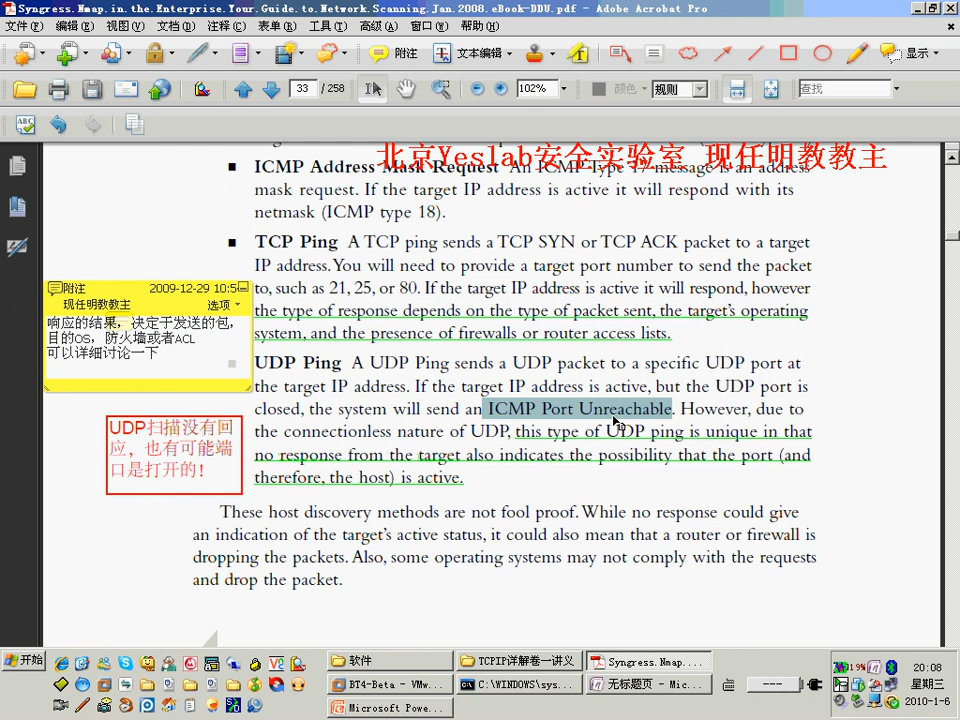 Syngress.Nmap.in.the.Enterprise.Your.Guide.to.Network.Scanning.Jan.2008.eBook-DDU.pdf - Adobe Acrobat Pro
文件(F) 编辑(E) 视图(V) 文档(D) 注释(C) 表单(R) 工具(T) 高级(A) 窗口(W) 帮助(H)
附注 文本编辑 显示
33 / 258 102% 颜色 规则 查找
北京Yeslab安全实验室 现任明教教主
ICMP Address Mask Request An ICMP Type 17 message is an address
mask request. If the target IP address is active it will respond with its
netmask (ICMP type 18).
TCP Ping A TCP ping sends a TCP SYN or TCP ACK packet to a target
IP address. You will need to provide a target port number to send the packet
to, such as 21, 25, or 80. If the target IP address is active it will respond, however
the type of response depends on the type of packet sent, the target's operating
system, and the presence of firewalls or router access lists.
附注 2009-12-29 10:5
现任明教教主 选项
响应的结果，决定于发送的包，
目的OS，防火墙或者ACL
可以详细讨论一下
UDP Ping A UDP Ping sends a UDP packet to a specific UDP port at
the target IP address. If the target IP address is active, but the UDP port is
closed, the system will send an ICMP Port Unreachable. However, due to
the connectionless nature of UDP, this type of UDP ping is unique in that
no response from the target also indicates the possibility that the port (and
therefore, the host) is active.
UDP扫描没有回
应，也有可能端
口是打开的！
These host discovery methods are not fool proof. While no response could give
an indication of the target's active status, it could also mean that a router or firewall is
dropping the packets. Also, some operating systems may not comply with the requests
and drop the packet.
开始
软件 TCPIP详解卷一讲义 Syngress.Nmap....
BT4-Beta - VMw... C:\WINDOWS\sys... 无标题页 - Mic...
Microsoft Powe...
20:08
星期三
2010-1-6